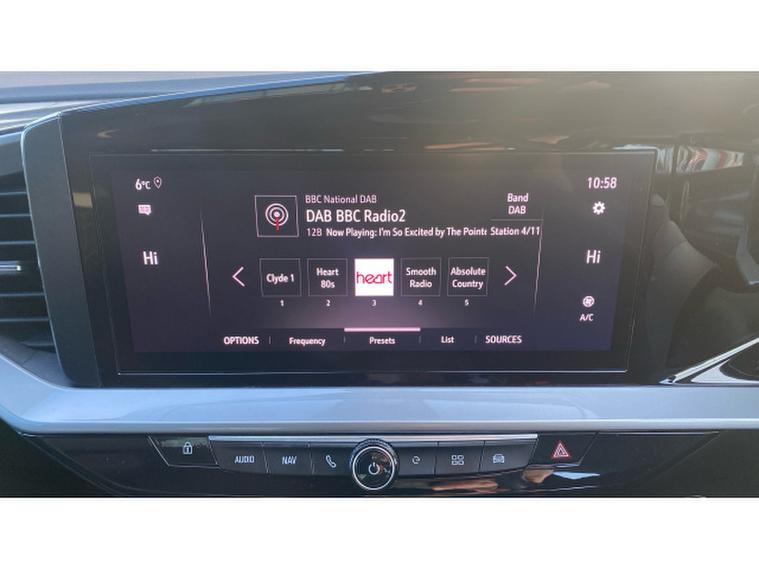 6°C
10:58
BBC National DAB
Band
DAB BBC Radio2
DAB
12B Now Playing: I'm So Excited by The Pointe
Station 4/11
Hi
Hi
Clyde 1
Heart 80s
heart
Smooth Radio
Absolute Country
1 2 3 4 5
A/C
OPTIONS Frequency Presets List SOURCES
AUDIO NAV